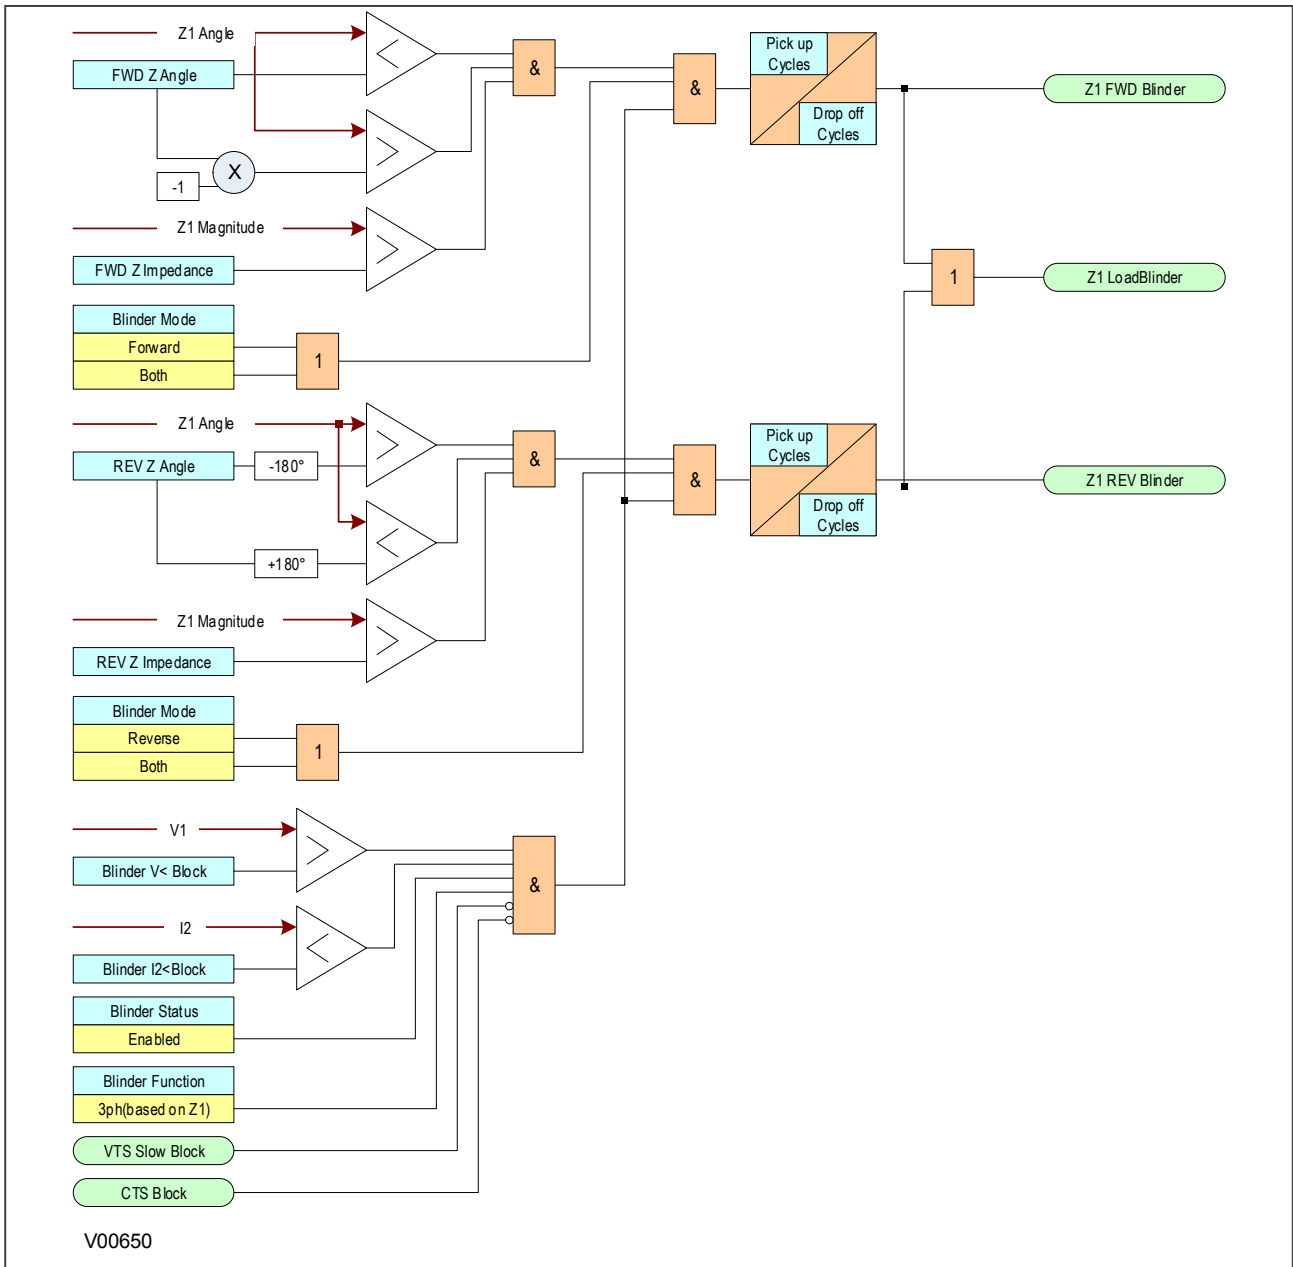 Z1 Angle
FWD Z Angle
<
&
Pick up
Cycles
Drop off
Cycles
&
Z1 FWD Blinder
>
X
-1
Z1 Magnitude
FWD Z Impedance
>
1
Z1 LoadBlinder
Blinder Mode
Forward
Both
1
Z1 Angle
REV Z Angle
-180°
>
&
&
Pick up
Cycles
Drop off
Cycles
Z1 REV Blinder
<
+180°
Z1 Magnitude
REV Z Impedance
>
Blinder Mode
Reverse
Both
1
V1
Blinder V< Block
>
&
I2
Blinder I2<Block
<
Blinder Status
Enabled
Blinder Function
3ph(based on Z1)
VTS Slow Block
CTS Block
V00650